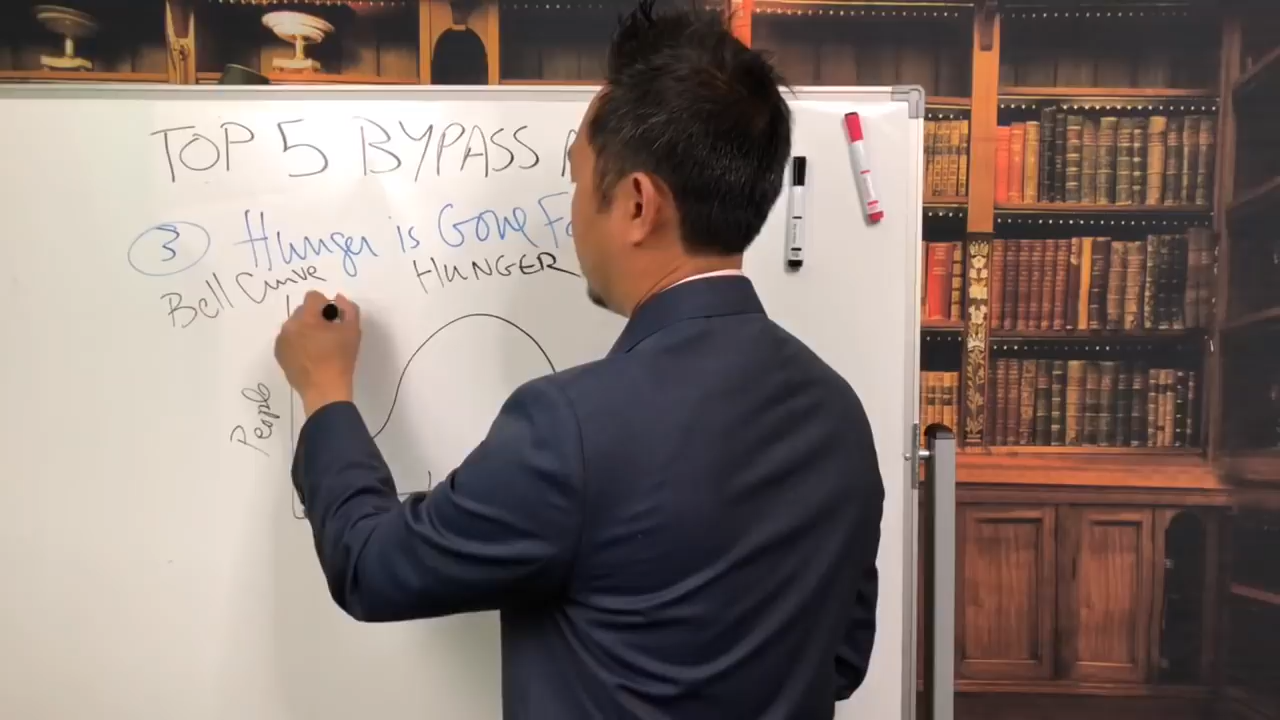 TOP 5 BYPASS
③ Hunger is Gone
Bell Curve
HUNGER
People